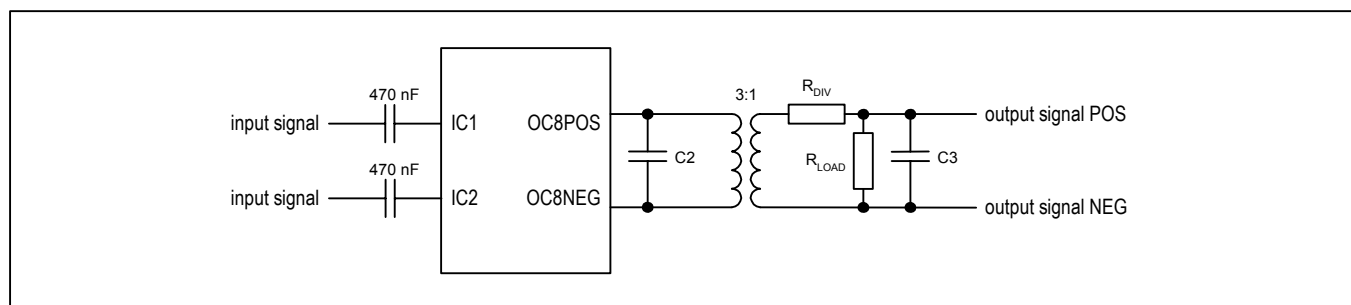 470 nF
input signal
IC1
OC8POS
C2
3:1
R_DIV
output signal POS
R_LOAD
C3
470 nF
input signal
IC2
OC8NEG
output signal NEG